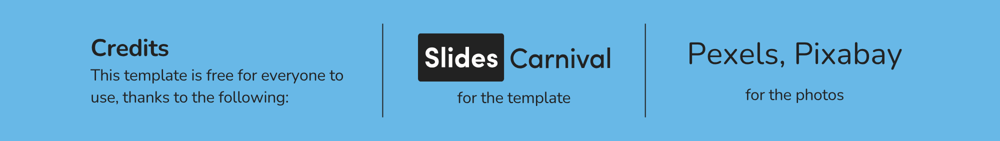 Credits
This template is free for everyone to
use, thanks to the following:
Slides Carnival
for the template
Pexels, Pixabay
for the photos